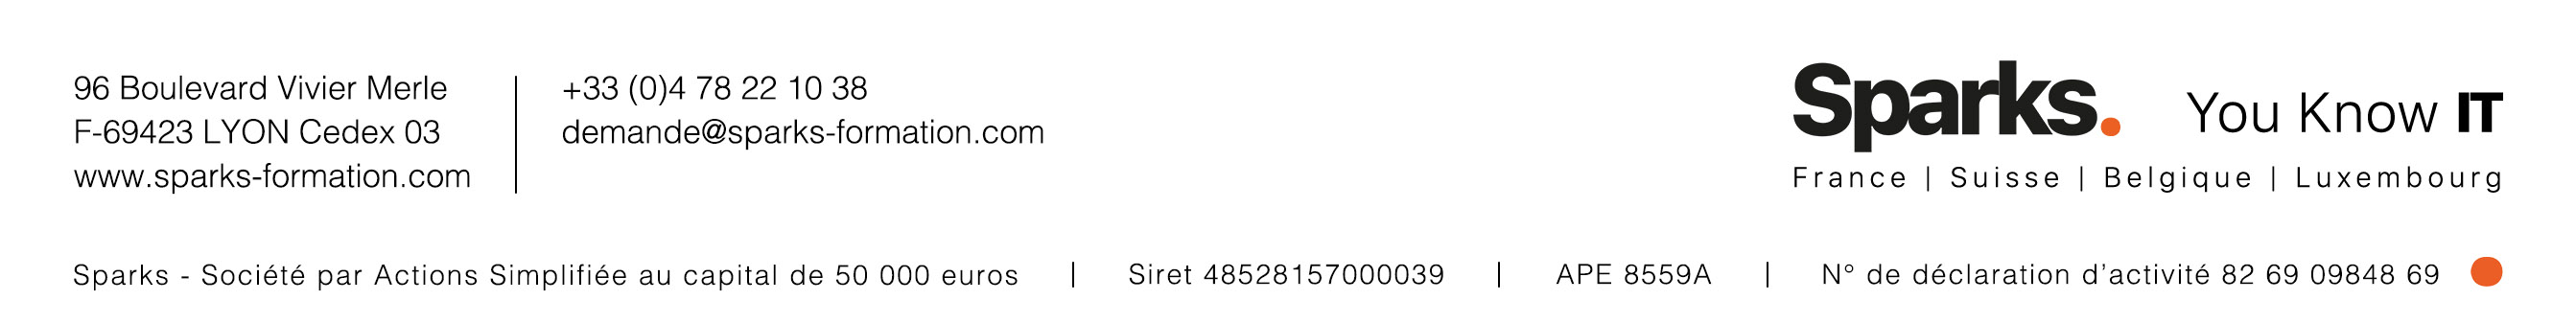 96 Boulevard Vivier Merle
F-69423 LYON Cedex 03
www.sparks-formation.com
+33 (0)4 78 22 10 38
demande@sparks-formation.com
Sparks. You Know IT
France | Suisse | Belgique | Luxembourg
Sparks - Société par Actions Simplifiée au capital de 50 000 euros | Siret 48528157000039 | APE 8559A | N° de déclaration d’activité 82 69 09848 69